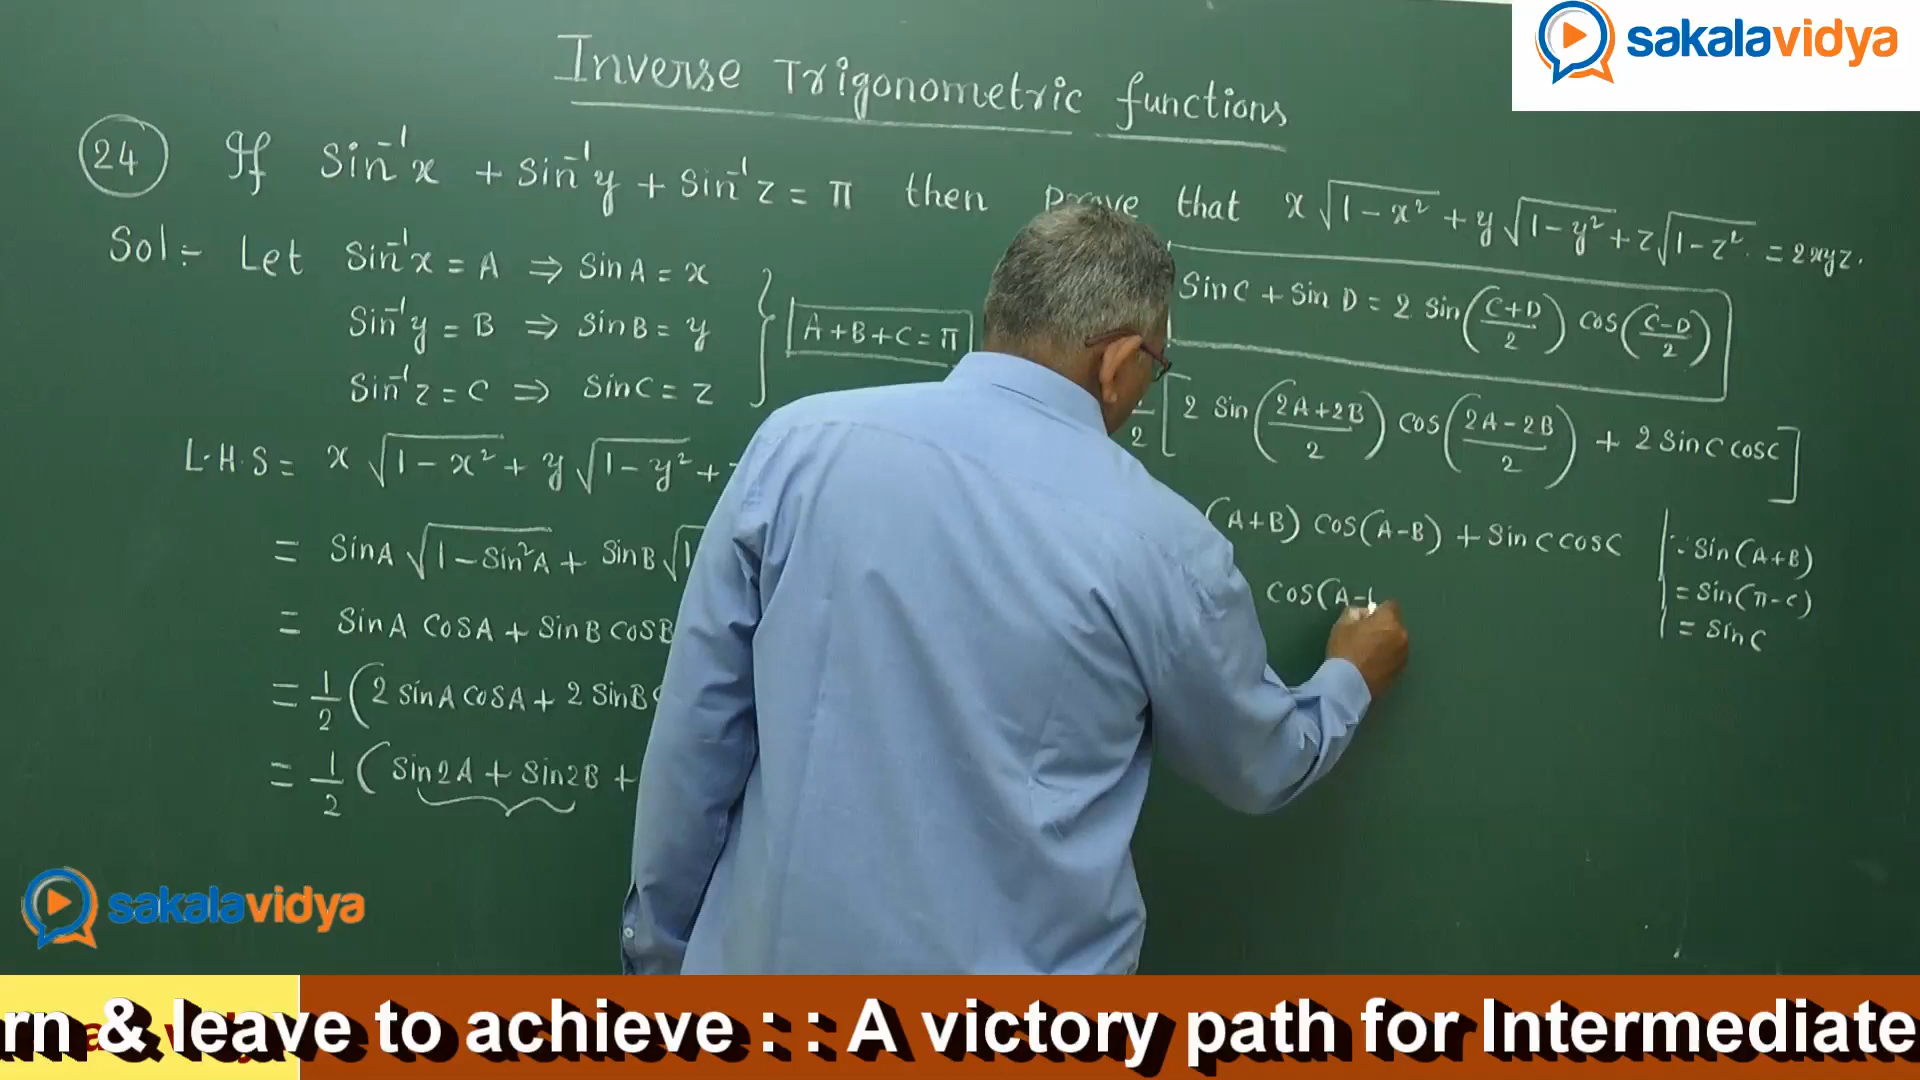 sakalavidya
Inverse Trigonometric functions
24 If Sin⁻¹x + Sin⁻¹y + Sin⁻¹z = π then prove that x√(1-x²) + y√(1-y²) + z√(1-z²) = 2xyz.
Sol:- Let Sin⁻¹x = A ⇒ SinA = x
Sin⁻¹y = B ⇒ SinB = y
Sin⁻¹z = C ⇒ SinC = z
A+B+C = π
L.H.S = x√(1-x²) + y√(1-y²) +
= SinA√(1-Sin²A) + SinB√1
= SinA CosA + SinB CosB
= 1/2 (2 SinA CosA + 2 SinB
= 1/2 (Sin2A + Sin2B +
SinC + Sin D = 2 Sin((C+D)/2) Cos((C-D)/2)
/2 [2 Sin((2A+2B)/2) Cos((2A-2B)/2) + 2 SinC CosC]
(A+B) Cos(A-B) + SinC CosC
Cos(A-
∵ Sin(A+B)
= Sin(π-C)
= SinC
sakalavidya
rn & leave to achieve : : A victory path for Intermediate